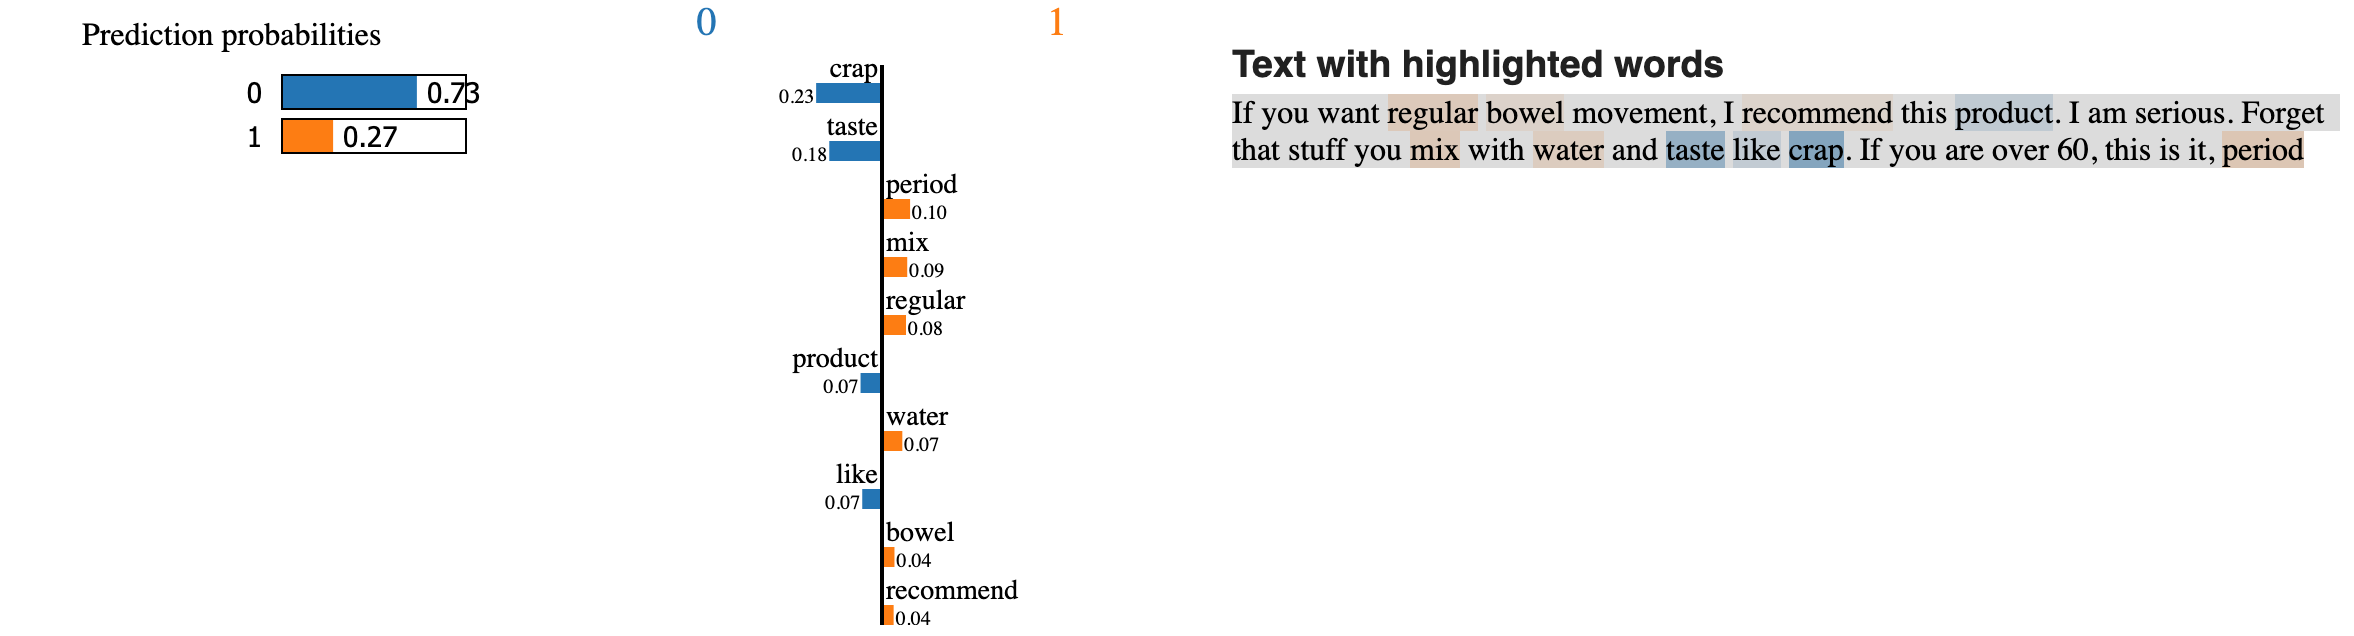 Prediction probabilities
0 0.73
1 0.27
0 1
crap
0.23
taste
0.18
period
0.10
mix
0.09
regular
0.08
product
0.07
water
0.07
like
0.07
bowel
0.04
recommend
0.04
Text with highlighted words
If you want regular bowel movement, I recommend this product. I am serious. Forget
that stuff you mix with water and taste like crap. If you are over 60, this is it, period